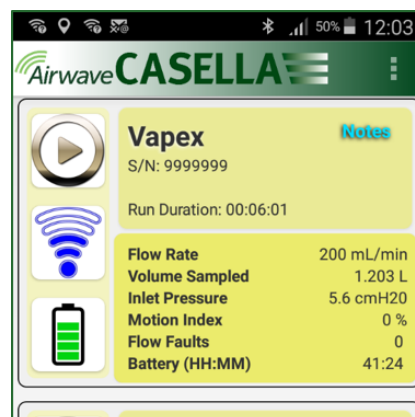 50% 12:03
Airwave CASELLA
Vapex Notes
S/N: 9999999
Run Duration: 00:06:01
Flow Rate 200 mL/min
Volume Sampled 1.203 L
Inlet Pressure 5.6 cmH20
Motion Index 0 %
Flow Faults 0
Battery (HH:MM) 41:24